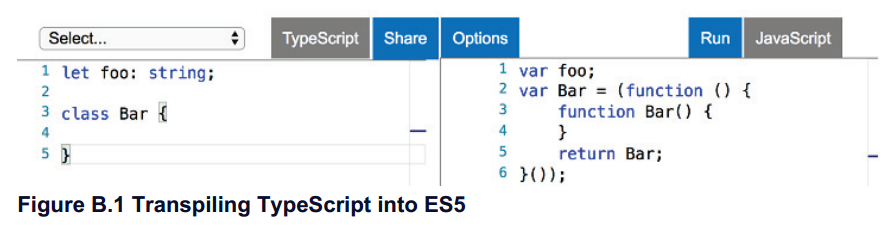 Select... TypeScript Share Options Run JavaScript
1 let foo: string;
2
3 class Bar {
4
5 }
1 var foo;
2 var Bar = (function () {
3     function Bar() {
4     }
5     return Bar;
6 }());
Figure B.1 Transpiling TypeScript into ES5